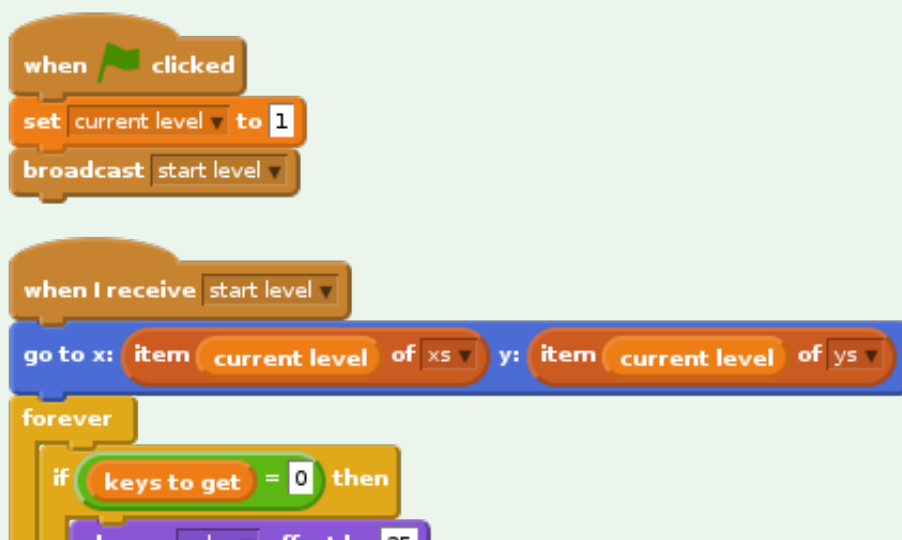 when clicked
set current level to 1
broadcast start level
when I receive start level
go to x: item current level of xs y: item current level of ys
forever
if keys to get = 0 then